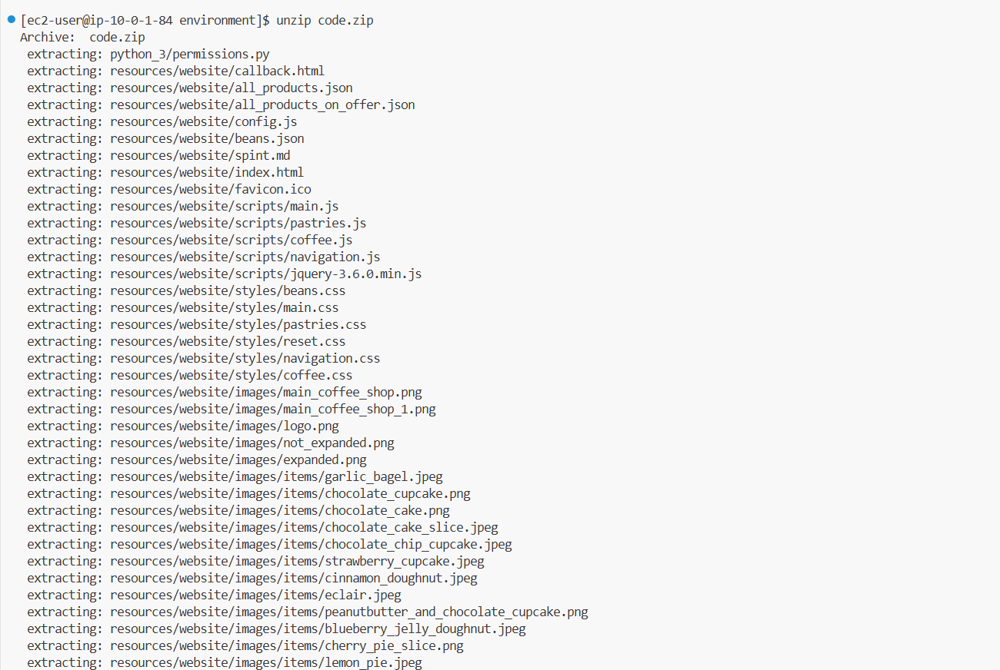 [ec2-user@ip-10-0-1-84 environment]$ unzip code.zip
Archive:  code.zip
 extracting: python_3/permissions.py
 extracting: resources/website/callback.html
 extracting: resources/website/all_products.json
 extracting: resources/website/all_products_on_offer.json
 extracting: resources/website/config.js
 extracting: resources/website/beans.json
 extracting: resources/website/spint.md
 extracting: resources/website/index.html
 extracting: resources/website/favicon.ico
 extracting: resources/website/scripts/main.js
 extracting: resources/website/scripts/pastries.js
 extracting: resources/website/scripts/coffee.js
 extracting: resources/website/scripts/navigation.js
 extracting: resources/website/scripts/jquery-3.6.0.min.js
 extracting: resources/website/styles/beans.css
 extracting: resources/website/styles/main.css
 extracting: resources/website/styles/pastries.css
 extracting: resources/website/styles/reset.css
 extracting: resources/website/styles/navigation.css
 extracting: resources/website/styles/coffee.css
 extracting: resources/website/images/main_coffee_shop.png
 extracting: resources/website/images/main_coffee_shop_1.png
 extracting: resources/website/images/logo.png
 extracting: resources/website/images/not_expanded.png
 extracting: resources/website/images/expanded.png
 extracting: resources/website/images/items/garlic_bagel.jpeg
 extracting: resources/website/images/items/chocolate_cupcake.png
 extracting: resources/website/images/items/chocolate_cake.png
 extracting: resources/website/images/items/chocolate_cake_slice.jpeg
 extracting: resources/website/images/items/chocolate_chip_cupcake.jpeg
 extracting: resources/website/images/items/strawberry_cupcake.jpeg
 extracting: resources/website/images/items/cinnamon_doughnut.jpeg
 extracting: resources/website/images/items/eclair.jpeg
 extracting: resources/website/images/items/peanutbutter_and_chocolate_cupcake.png
 extracting: resources/website/images/items/blueberry_jelly_doughnut.jpeg
 extracting: resources/website/images/items/cherry_pie_slice.png
 extracting: resources/website/images/items/lemon_pie.jpeg